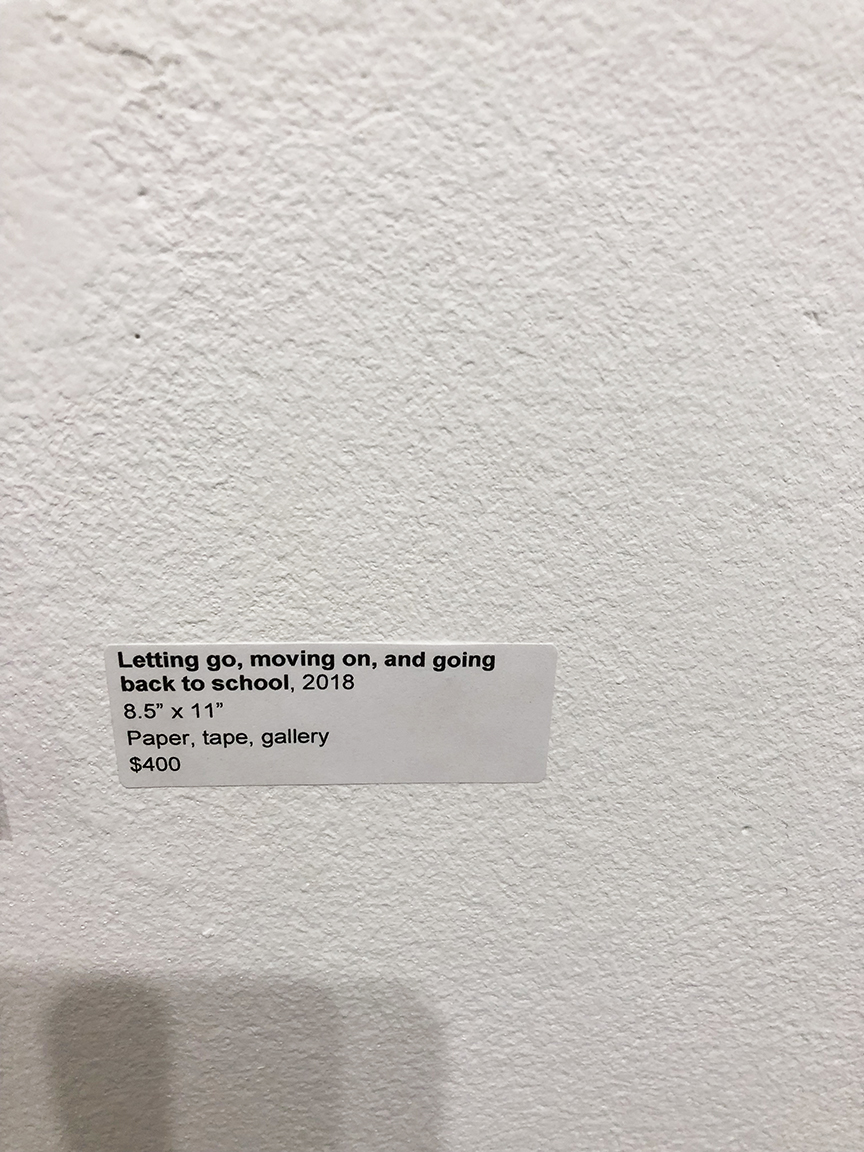 Letting go, moving on, and going
back to school, 2018
8.5” x 11”
Paper, tape, gallery
$400